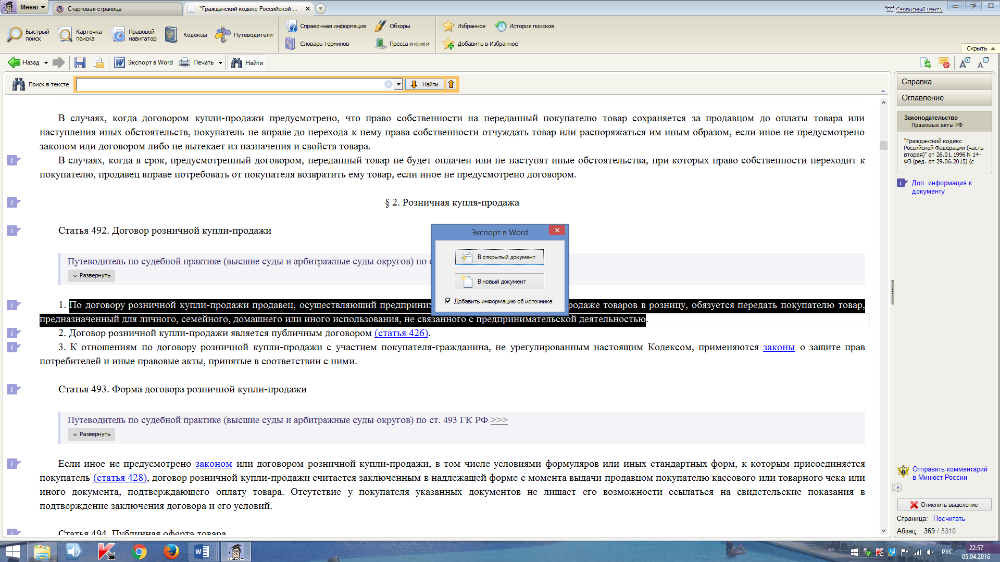 Меню
Стартовая страница
"Гражданский кодекс Российской ...
Сервисный центр
Быстрый поиск
Карточка поиска
Правовой навигатор
Кодексы
Путеводители
Справочная информация
Словарь терминов
Обзоры
Пресса и книги
Избранное
История поисков
Добавить в Избранное
Скрыть
Назад
Экспорт в Word
Печать
Найти
Поиск в тексте
Найти
В случаях, когда договором купли-продажи предусмотрено, что право собственности на переданный покупателю товар сохраняется за продавцом до оплаты товара или
наступления иных обстоятельств, покупатель не вправе до перехода к нему права собственности отчуждать товар или распоряжаться им иным образом, если иное не предусмотрено
законом или договором либо не вытекает из назначения и свойств товара.
В случаях, когда в срок, предусмотренный договором, переданный товар не будет оплачен или не наступят иные обстоятельства, при которых право собственности переходит к
покупателю, продавец вправе потребовать от покупателя возвратить ему товар, если иное не предусмотрено договором.
§ 2. Розничная купля-продажа
Статья 492. Договор розничной купли-продажи
Путеводитель по судебной практике (высшие суды и арбитражные суды округов) по
Развернуть
Экспорт в Word
В открытый документ
В новый документ
Добавить информацию об источнике
1. По договору розничной купли-продажи продавец, осуществляющий товаров в розницу, обязуется передать покупателю товар,
предназначенный для личного, семейного, домашнего или иного использования, не связанного с предпринимательской деятельностью.
2. Договор розничной купли-продажи является публичным договором (статья 426).
3. К отношениям по договору розничной купли-продажи с участием покупателя-гражданина, не урегулированным настоящим Кодексом, применяются законы о защите прав
потребителей и иные правовые акты, принятые в соответствии с ними.
Статья 493. Форма договора розничной купли-продажи
Путеводитель по судебной практике (высшие суды и арбитражные суды округов) по ст. 493 ГК РФ >>>
Развернуть
Если иное не предусмотрено законом или договором розничной купли-продажи, в том числе условиями формуляров или иных стандартных форм, к которым присоединяется
покупатель (статья 428), договор розничной купли-продажи считается заключенным в надлежащей форме с момента выдачи продавцом покупателю кассового или товарного чека или
иного документа, подтверждающего оплату товара. Отсутствие у покупателя указанных документов не лишает его возможности ссылаться на свидетельские показания в
подтверждение заключения договора и его условий.
Статья 494. Публичная оферта товара
Справка
Оглавление
Законодательство
Правовые акты РФ
"Гражданский кодекс
Российской Федерации (часть
вторая)" от 26.01.1996 N 14-
ФЗ (ред. от 29.06.2015) (с
Доп. информация к
документу
Отправить комментарий
в Минюст России
Отменить выделение
Страница: Посчитать
Абзац: 369 / 5310
РУС
22:57
05.04.2016